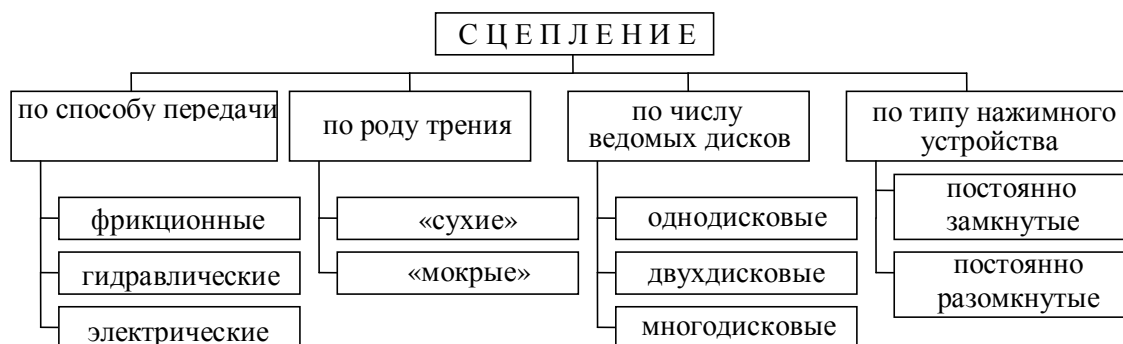 С Ц Е П Л Е Н И Е
по способу передачи
фрикционные
гидравлические
электрические
по роду трения
«сухие»
«мокрые»
по числу
ведомых дисков
однодисковые
двухдисковые
многодисковые
по типу нажимного
устройства
постоянно
замкнутые
постоянно
разомкнутые